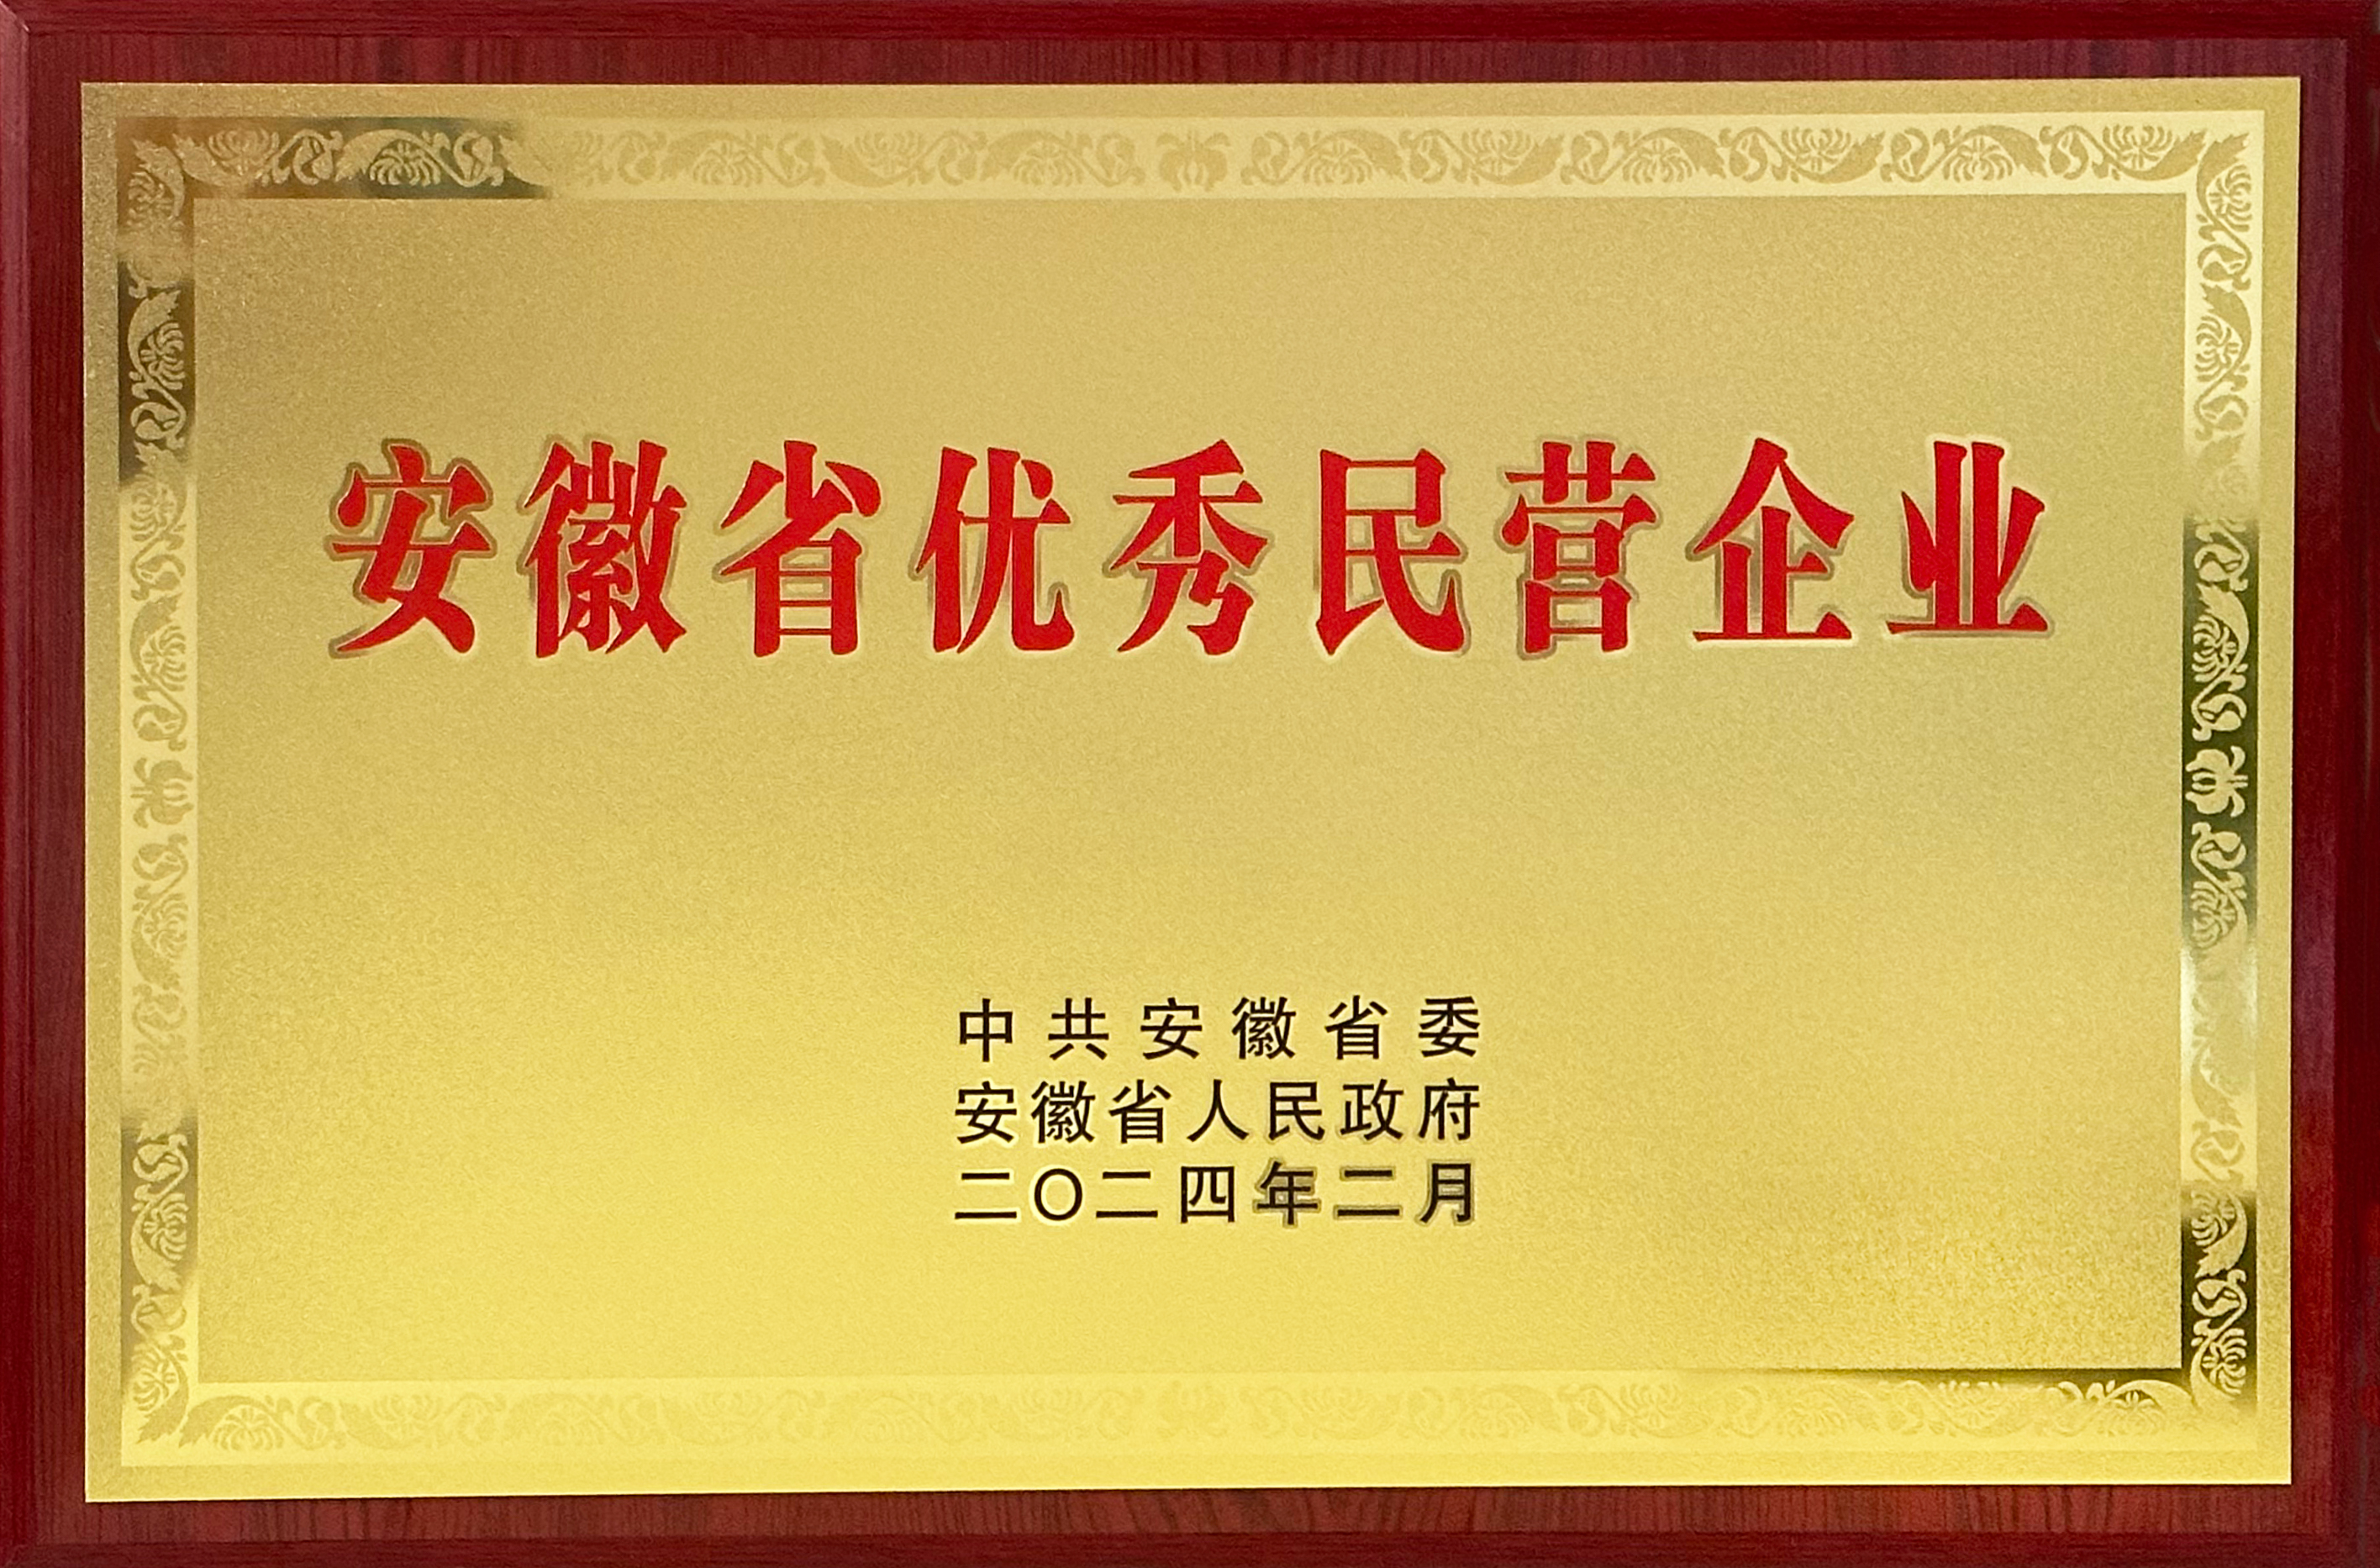 安徽省优秀民营企业
中共安徽省委
安徽省人民政府
二〇二四年二月